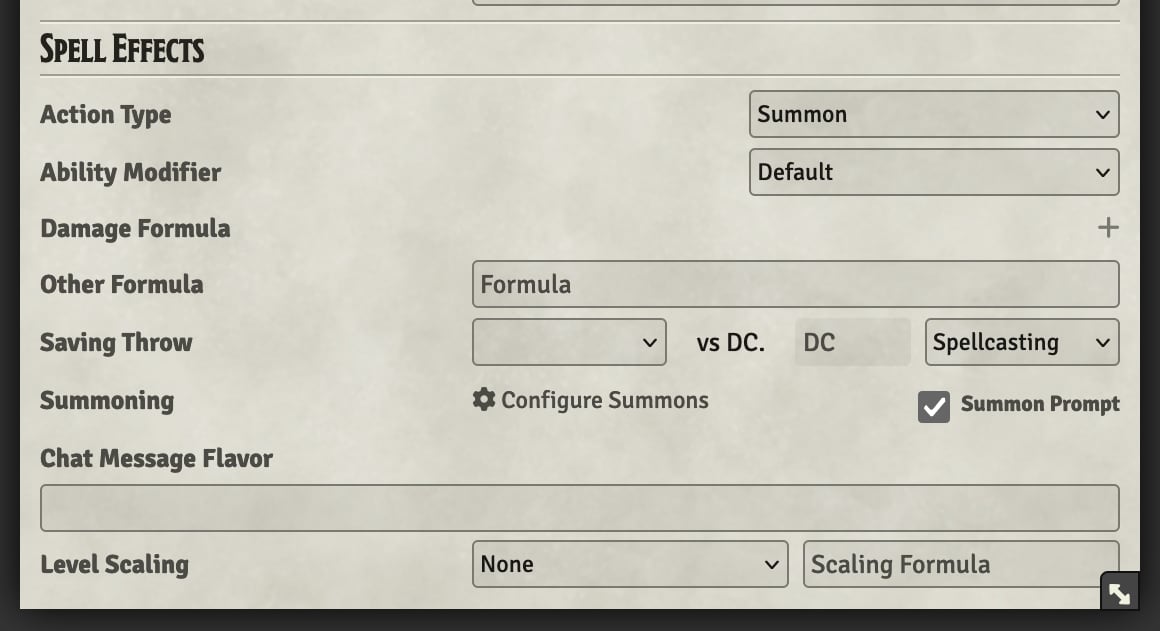 Spell Effects
Action Type Summon
Ability Modifier Default
Damage Formula
Other Formula Formula
Saving Throw vs DC. DC Spellcasting
Summoning Configure Summons Summon Prompt
Chat Message Flavor
Level Scaling None Scaling Formula